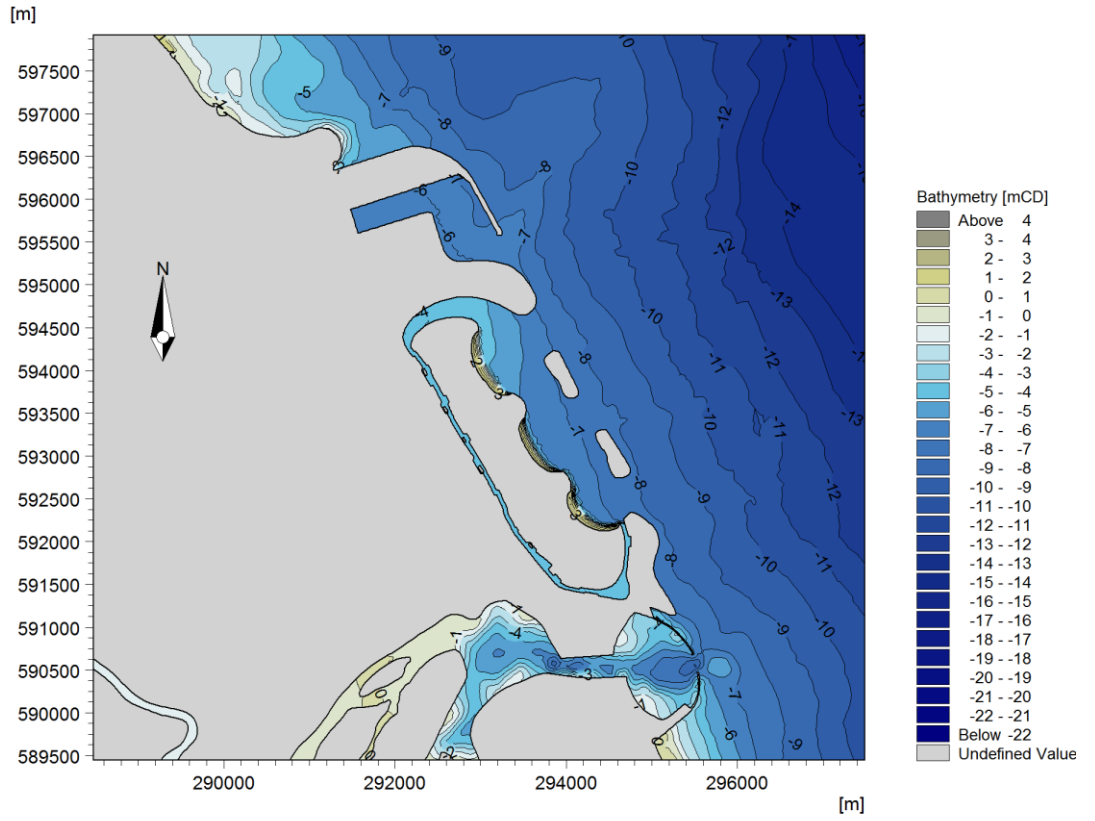 [m]
597500
597000
596500
596000
595500
595000
594500
594000
593500
593000
592500
592000
591500
591000
590500
590000
589500
290000 292000 294000 296000
[m]
N
-9
-5
-7
-8
-8
-10
-12
-14
-6
-6
-7
-12
-13
-4
-10
-8
-11
-12
-3
-7
-10
-11
-13
-8
-9
-12
-8
-10
-11
-9
-10
-4
-3
-7
-6
-9
0
Bathymetry [mCD]
Above 4
3 - 4
2 - 3
1 - 2
0 - 1
-1 - 0
-2 - -1
-3 - -2
-4 - -3
-5 - -4
-6 - -5
-7 - -6
-8 - -7
-9 - -8
-10 - -9
-11 - -10
-12 - -11
-13 - -12
-14 - -13
-15 - -14
-16 - -15
-17 - -16
-18 - -17
-19 - -18
-20 - -19
-21 - -20
-22 - -21
Below -22
Undefined Value